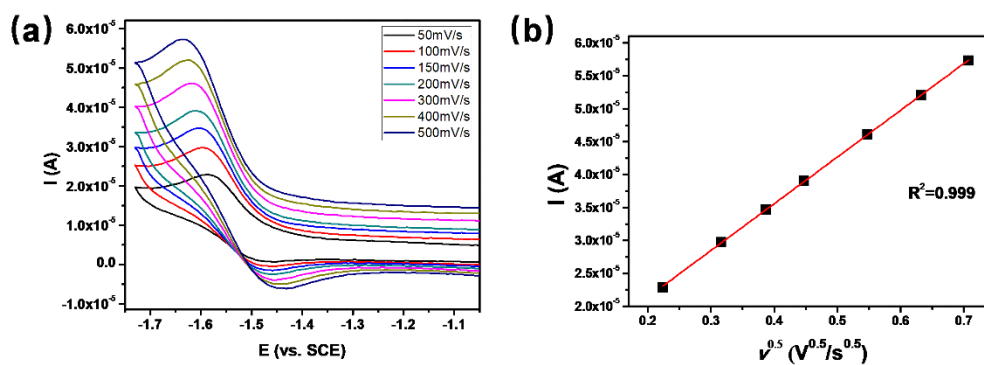 (a)
6.0x10⁻⁵
5.0x10⁻⁵
4.0x10⁻⁵
3.0x10⁻⁵
2.0x10⁻⁵
1.0x10⁻⁵
0.0
-1.0x10⁻⁵
I (A)
50mV/s
100mV/s
150mV/s
200mV/s
300mV/s
400mV/s
500mV/s
-1.7 -1.6 -1.5 -1.4 -1.3 -1.2 -1.1
E (vs. SCE)
(b)
6.0x10⁻⁵
5.5x10⁻⁵
5.0x10⁻⁵
4.5x10⁻⁵
4.0x10⁻⁵
3.5x10⁻⁵
3.0x10⁻⁵
2.5x10⁻⁵
2.0x10⁻⁵
I (A)
R²=0.999
0.2 0.3 0.4 0.5 0.6 0.7
v⁰·⁵ (V⁰·⁵/s⁰·⁵)